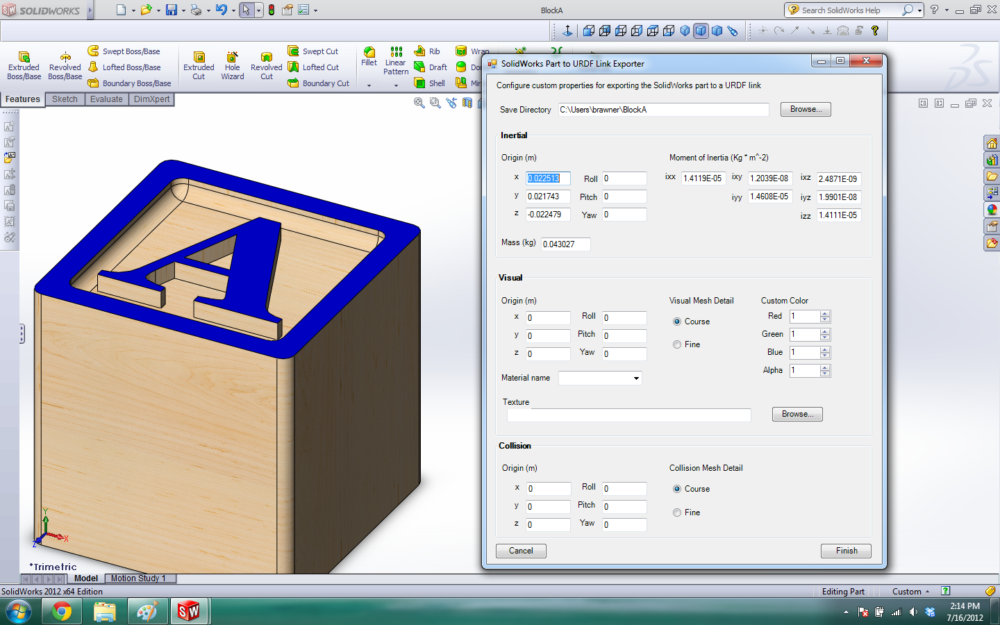 SOLIDWORKS
BlockA
Search SolidWorks Help
Extruded Boss/Base
Revolved Boss/Base
Swept Boss/Base
Lofted Boss/Base
Boundary Boss/Base
Extruded Cut
Hole Wizard
Revolved Cut
Swept Cut
Lofted Cut
Boundary Cut
Fillet
Linear Pattern
Rib
Draft
Shell
Wrap
Features Sketch Evaluate DimXpert
SolidWorks Part to URDF Link Exporter
Configure custom properties for exporting the SolidWorks part to a URDF link
Save Directory C:\Users\brawner\BlockA Browse...
Inertial
Origin (m) Moment of Inertia (Kg * m^-2)
x 0.022513 Roll 0 ixx 1.4119E-05 ixy 1.2039E-08 ixz 2.4871E-09
y 0.021743 Pitch 0 iyy 1.4608E-05 iyz 1.9901E-08
z -0.022479 Yaw 0 izz 1.4111E-05
Mass (kg) 0.043027
Visual
Origin (m) Visual Mesh Detail Custom Color
x 0 Roll 0 Course Red 1
y 0 Pitch 0 Green 1
Fine
z 0 Yaw 0 Blue 1
Alpha 1
Material name
Texture
Browse...
Collision
Origin (m) Collision Mesh Detail
x 0 Roll 0 Course
y 0 Pitch 0 Fine
z 0 Yaw 0
Cancel Finish
A
Y
X
Z
*Trimetric
Model Motion Study 1
SolidWorks 2012 x64 Edition Editing Part Custom
SW
2:14 PM
7/16/2012